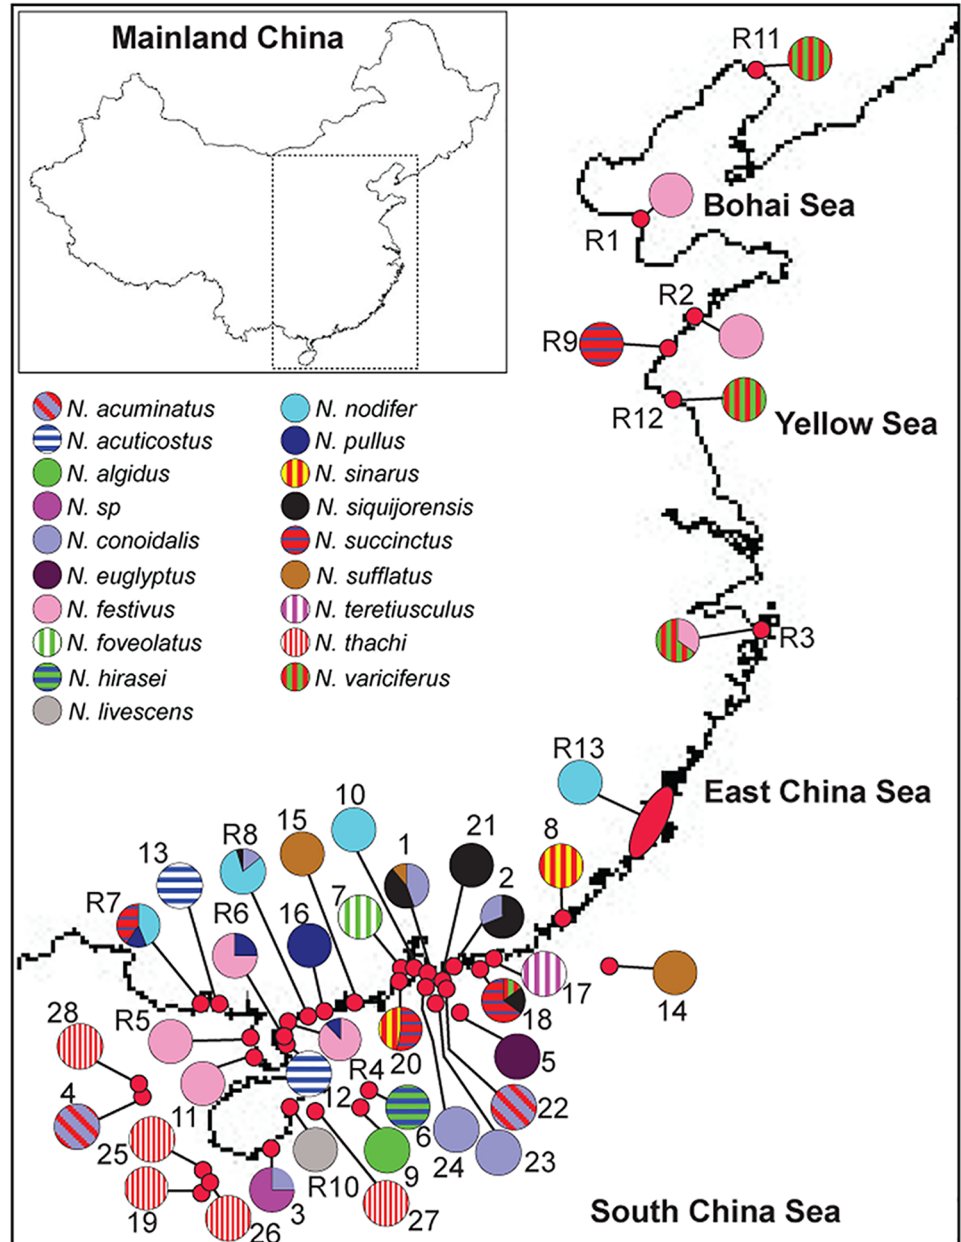 Mainland China
R11
Bohai Sea
R1
R2
R9
R12
Yellow Sea
N. acuminatus
N. acuticostus
N. algidus
N. sp
N. conoidalis
N. euglyptus
N. festivus
N. foveolatus
N. hirasei
N. livescens
N. nodifer
N. pullus
N. sinarus
N. siquijorensis
N. succinctus
N. sufflatus
N. teretiusculus
N. thachi
N. variciferus
R3
R13
East China Sea
10
15
R8
13
1
21
8
2
R7
R6
16
7
17
14
18
28
R5
20
5
4
11
R4
12
12
6
22
25
24
23
9
R10
19
3
27
26
South China Sea